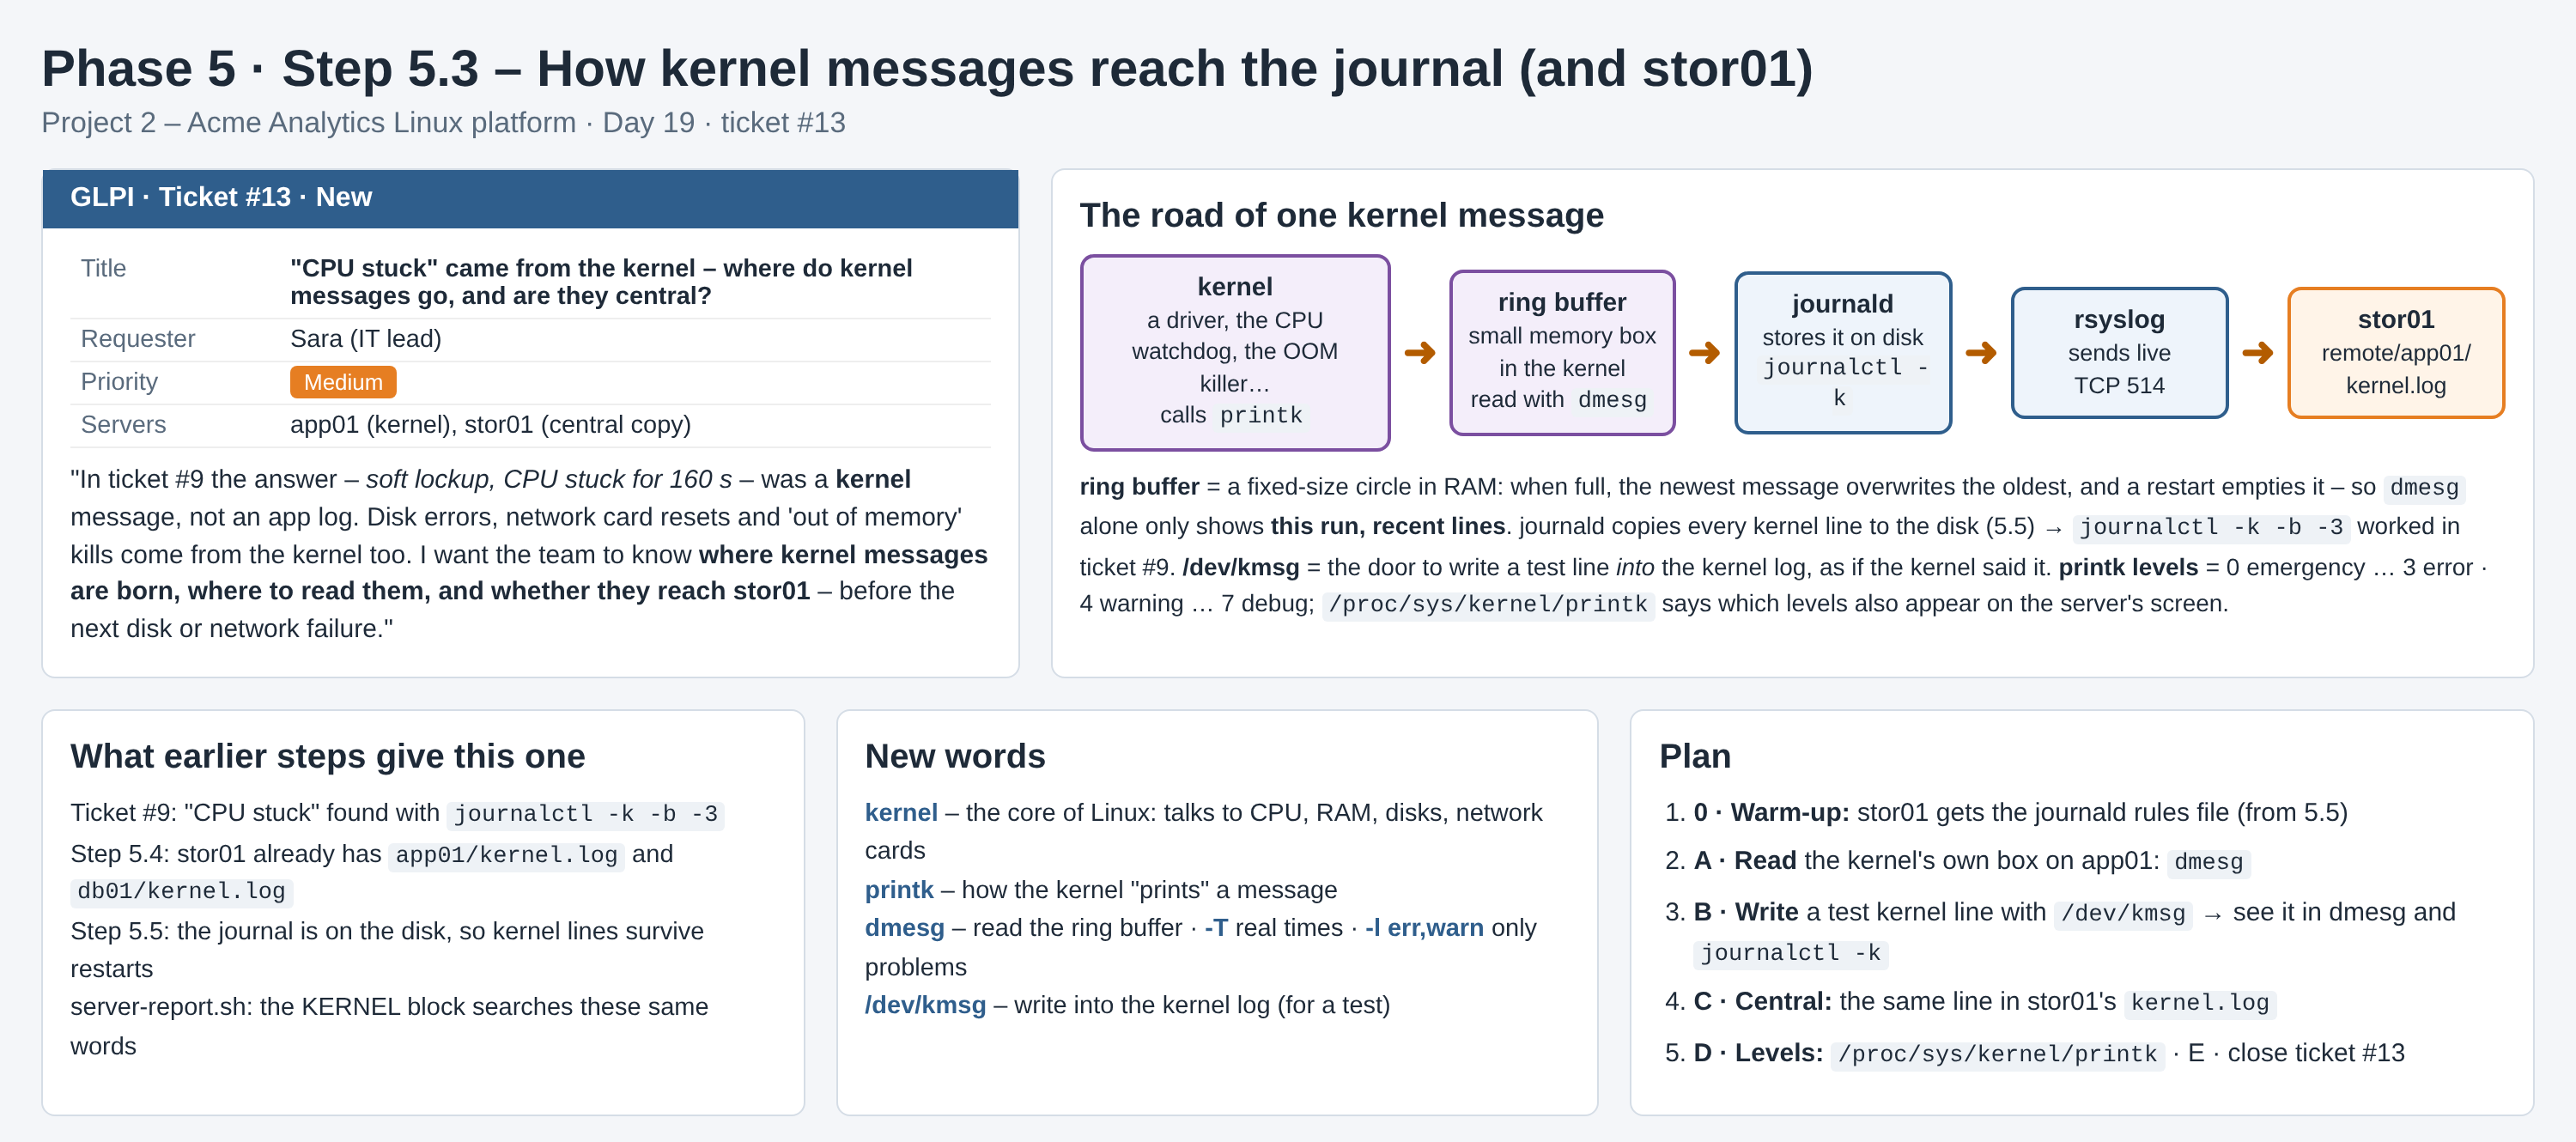 Phase 5 · Step 5.3 – How kernel messages reach the journal (and stor01)
Project 2 – Acme Analytics Linux platform · Day 19 · ticket #13
GLPI · Ticket #13 · New
Title
"CPU stuck" came from the kernel – where do kernel
messages go, and are they central?
Requester
Sara (IT lead)
Priority
Medium
Servers
app01 (kernel), stor01 (central copy)
"In ticket #9 the answer – soft lockup, CPU stuck for 160 s – was a kernel
message, not an app log. Disk errors, network card resets and 'out of memory'
kills come from the kernel too. I want the team to know where kernel messages
are born, where to read them, and whether they reach stor01 – before the
next disk or network failure."
The road of one kernel message
kernel
a driver, the CPU
watchdog, the OOM
killer…
calls printk
➜
ring buffer
small memory box
in the kernel
read with dmesg
➜
journald
stores it on disk
journalctl -
k
➜
rsyslog
sends live
TCP 514
➜
stor01
remote/app01/
kernel.log
ring buffer = a fixed-size circle in RAM: when full, the newest message overwrites the oldest, and a restart empties it – so dmesg
alone only shows this run, recent lines. journald copies every kernel line to the disk (5.5) → journalctl -k -b -3 worked in
ticket #9. /dev/kmsg = the door to write a test line into the kernel log, as if the kernel said it. printk levels = 0 emergency … 3 error ·
4 warning … 7 debug; /proc/sys/kernel/printk says which levels also appear on the server's screen.
What earlier steps give this one
Ticket #9: "CPU stuck" found with journalctl -k -b -3
Step 5.4: stor01 already has app01/kernel.log and
db01/kernel.log
Step 5.5: the journal is on the disk, so kernel lines survive
restarts
server-report.sh: the KERNEL block searches these same
words
New words
kernel – the core of Linux: talks to CPU, RAM, disks, network
cards
printk – how the kernel "prints" a message
dmesg – read the ring buffer · -T real times · -l err,warn only
problems
/dev/kmsg – write into the kernel log (for a test)
Plan
1. 0 · Warm-up: stor01 gets the journald rules file (from 5.5)
2. A · Read the kernel's own box on app01: dmesg
3. B · Write a test kernel line with /dev/kmsg → see it in dmesg and
journalctl -k
4. C · Central: the same line in stor01's kernel.log
5. D · Levels: /proc/sys/kernel/printk · E · close ticket #13